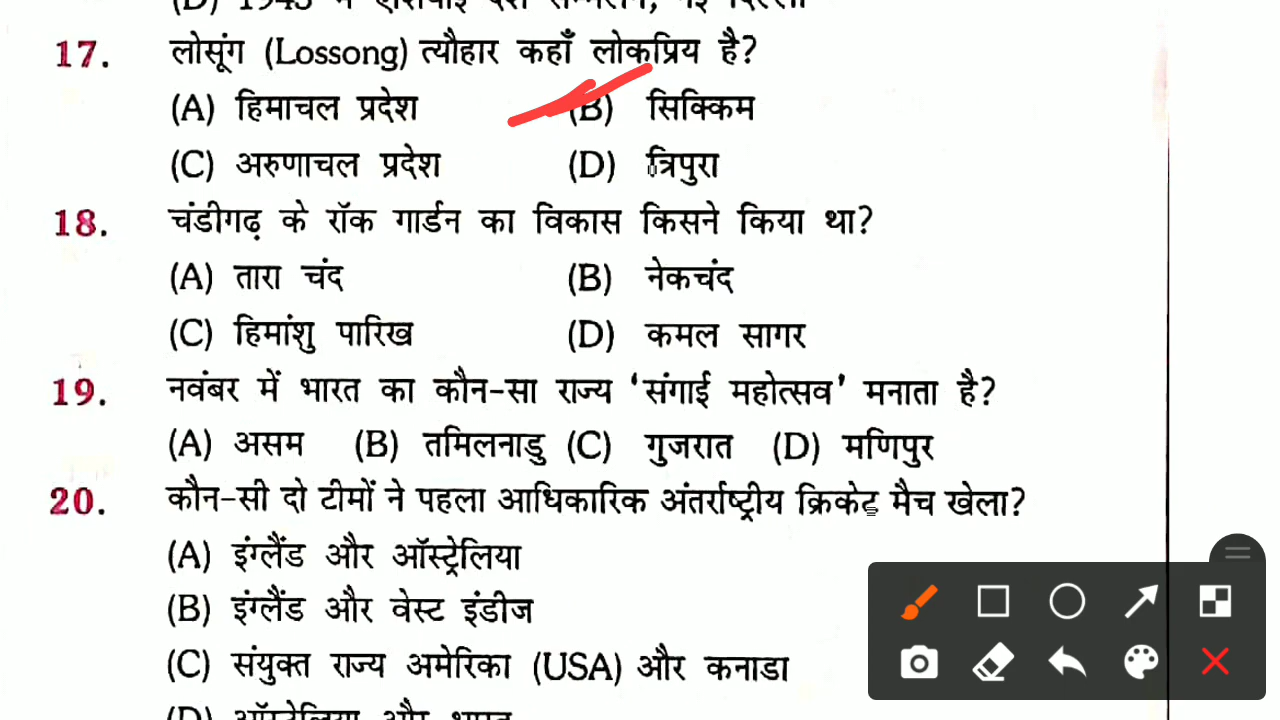 17. लोसूंग (Lossong) त्यौहार कहाँ लोकप्रिय है?
(A) हिमाचल प्रदेश (B) सिक्किम
(C) अरुणाचल प्रदेश (D) त्रिपुरा
18. चंडीगढ़ के रॉक गार्डन का विकास किसने किया था?
(A) तारा चंद (B) नेकचंद
(C) हिमांशु पारिख (D) कमल सागर
19. नवंबर में भारत का कौन-सा राज्य ‘संगाई महोत्सव’ मनाता है?
(A) असम (B) तमिलनाडु (C) गुजरात (D) मणिपुर
20. कौन-सी दो टीमों ने पहला आधिकारिक अंतर्राष्ट्रीय क्रिकेट मैच खेला?
(A) इंग्लैंड और ऑस्ट्रेलिया
(B) इंग्लैंड और वेस्ट इंडीज
(C) संयुक्त राज्य अमेरिका (USA) और कनाडा